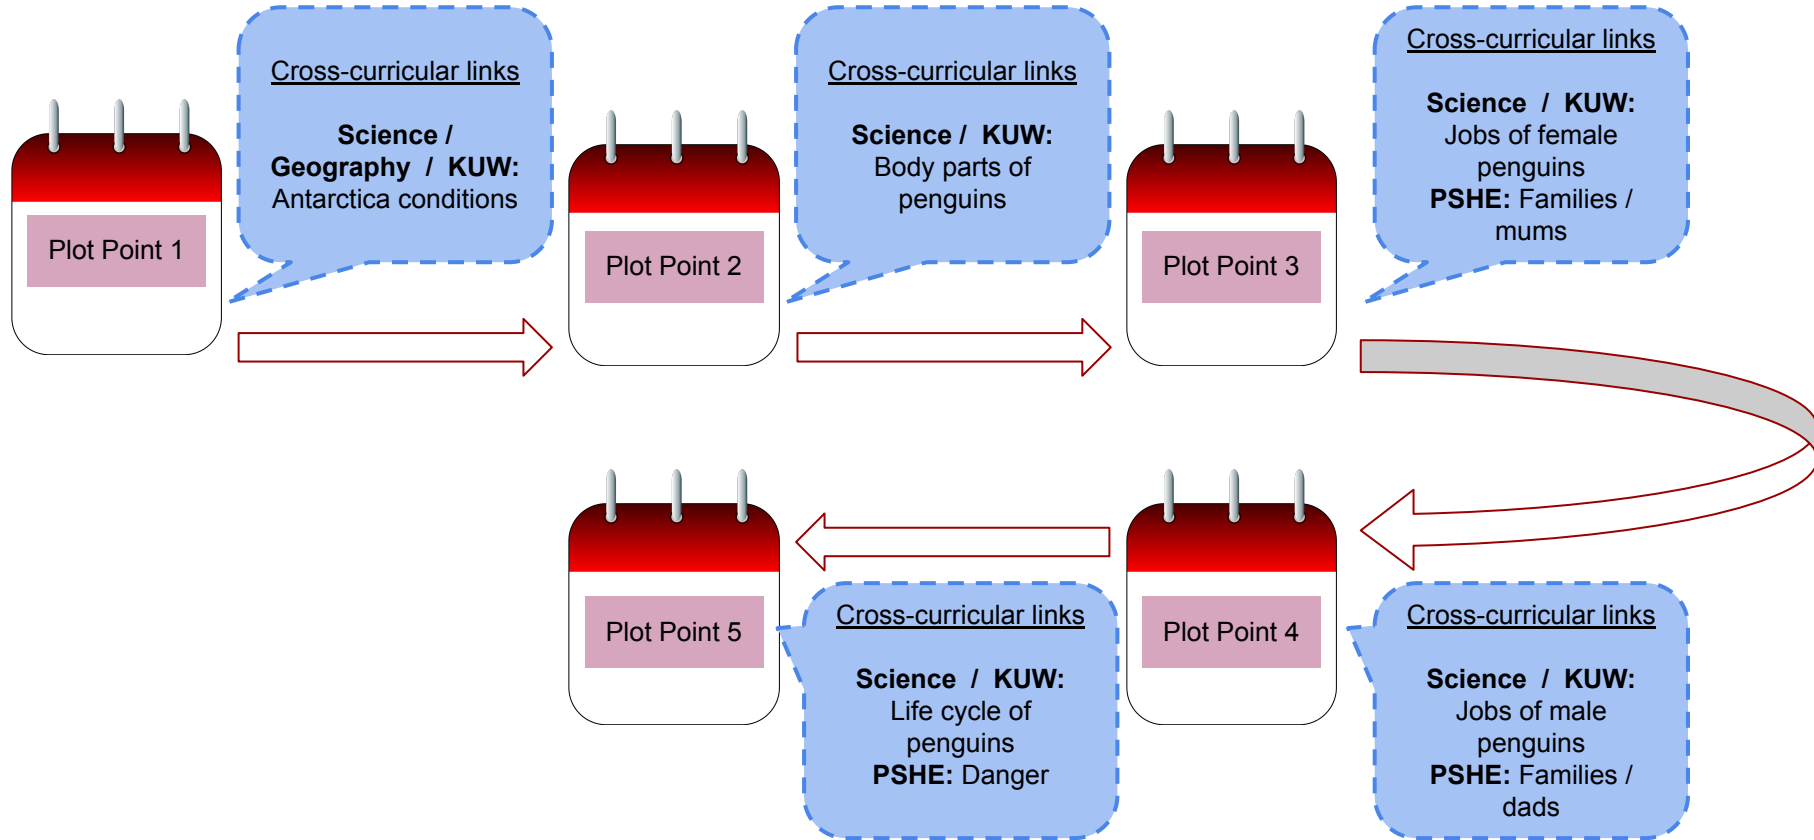 Plot Point 1
Cross-curricular links
Science /
Geography / KUW:
Antarctica conditions
Plot Point 2
Cross-curricular links
Science / KUW:
Body parts of
penguins
Plot Point 3
Cross-curricular links
Science / KUW:
Jobs of female
penguins
PSHE: Families /
mums
Plot Point 4
Cross-curricular links
Science / KUW:
Jobs of male
penguins
PSHE: Families /
dads
Plot Point 5
Cross-curricular links
Science / KUW:
Life cycle of
penguins
PSHE: Danger